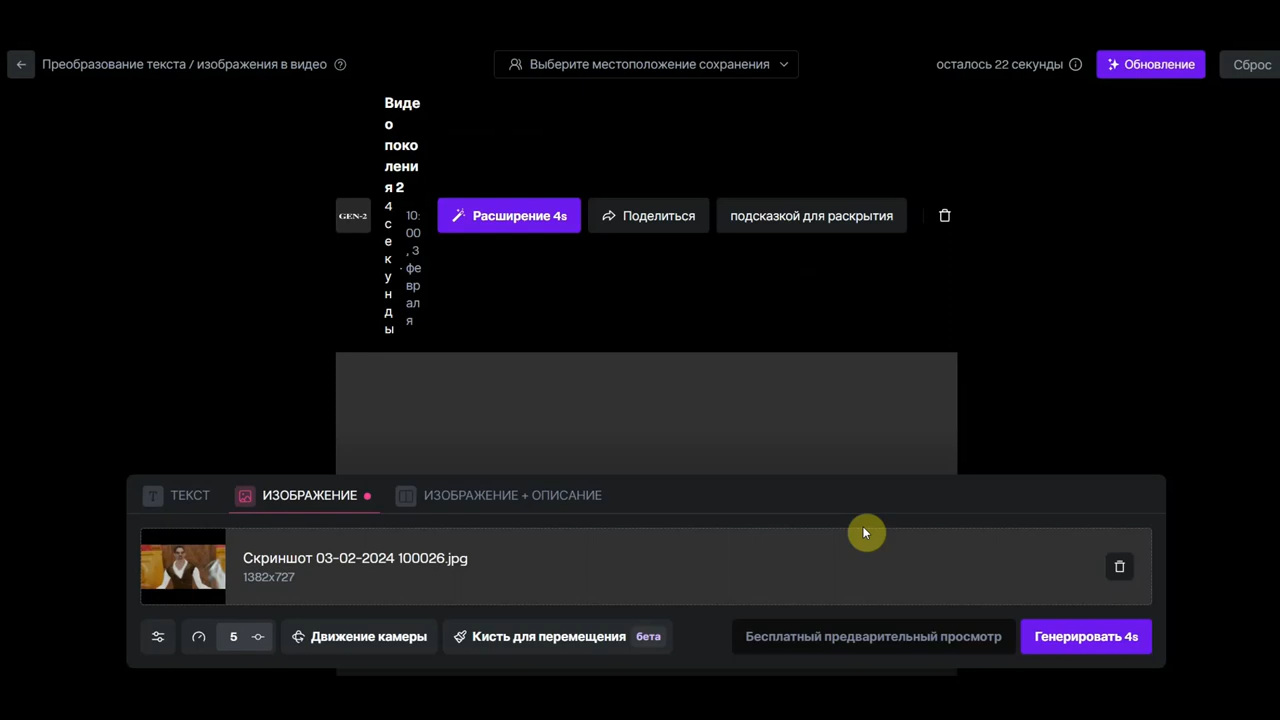 Преобразование текста / изображения в видео
Выберите местоположение сохранения
осталось 22 секунды
Обновление
Сброс
GEN-2
Виде
о
поко
лени
я 2
4
с
е
к
у
н
д
ы
·
10:
00
, 3
фе
вр
ал
я
Расширение 4s
Поделиться
подсказкой для раскрытия
T ТЕКСТ
ИЗОБРАЖЕНИЕ
ИЗОБРАЖЕНИЕ + ОПИСАНИЕ
Скриншот 03-02-2024 100026.jpg
1382x727
5
Движение камеры
Кисть для перемещения бета
Бесплатный предварительный просмотр
Генерировать 4s